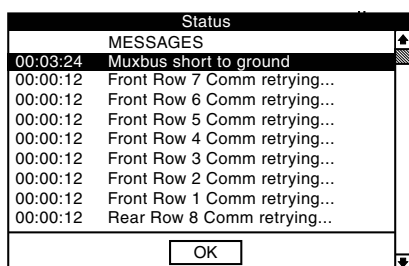 Status
MESSAGES
00:03:24 Muxbus short to ground
00:00:12 Front Row 7 Comm retrying...
00:00:12 Front Row 6 Comm retrying...
00:00:12 Front Row 5 Comm retrying...
00:00:12 Front Row 4 Comm retrying...
00:00:12 Front Row 3 Comm retrying...
00:00:12 Front Row 2 Comm retrying...
00:00:12 Front Row 1 Comm retrying...
00:00:12 Rear Row 8 Comm retrying...
OK